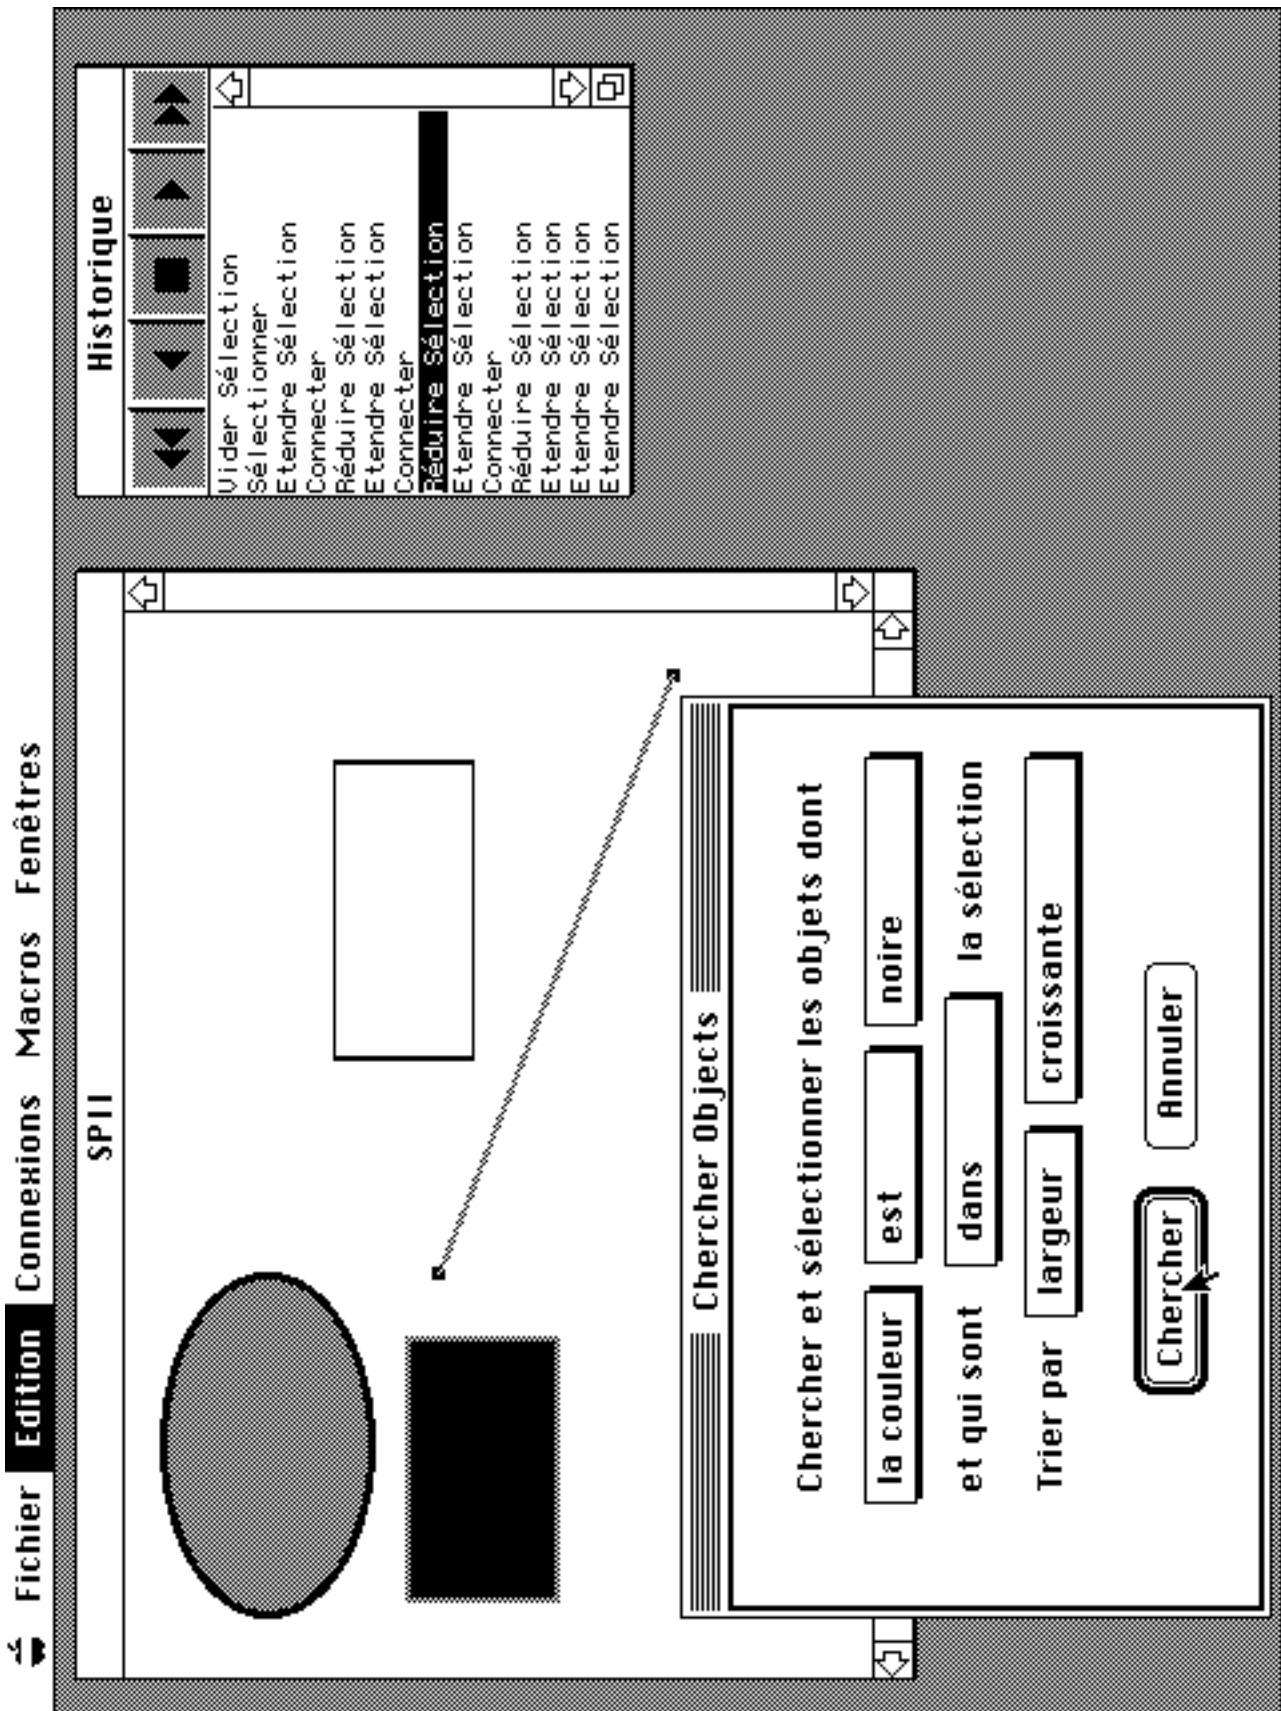 Fichier Edition Connexions Macros Fenêtres
SPII
Historique
Vider Sélection
Sélectionner
Etendre Sélection
Connecter
Réduire Sélection
Etendre Sélection
Connecter
Réduire Sélection
Etendre Sélection
Connecter
Réduire Sélection
Etendre Sélection
Etendre Sélection
Etendre Sélection
Chercher Objects
Chercher et sélectionner les objets dont
la couleur est noire
et qui sont dans la sélection
Trier par largeur croissante
Chercher Annuler